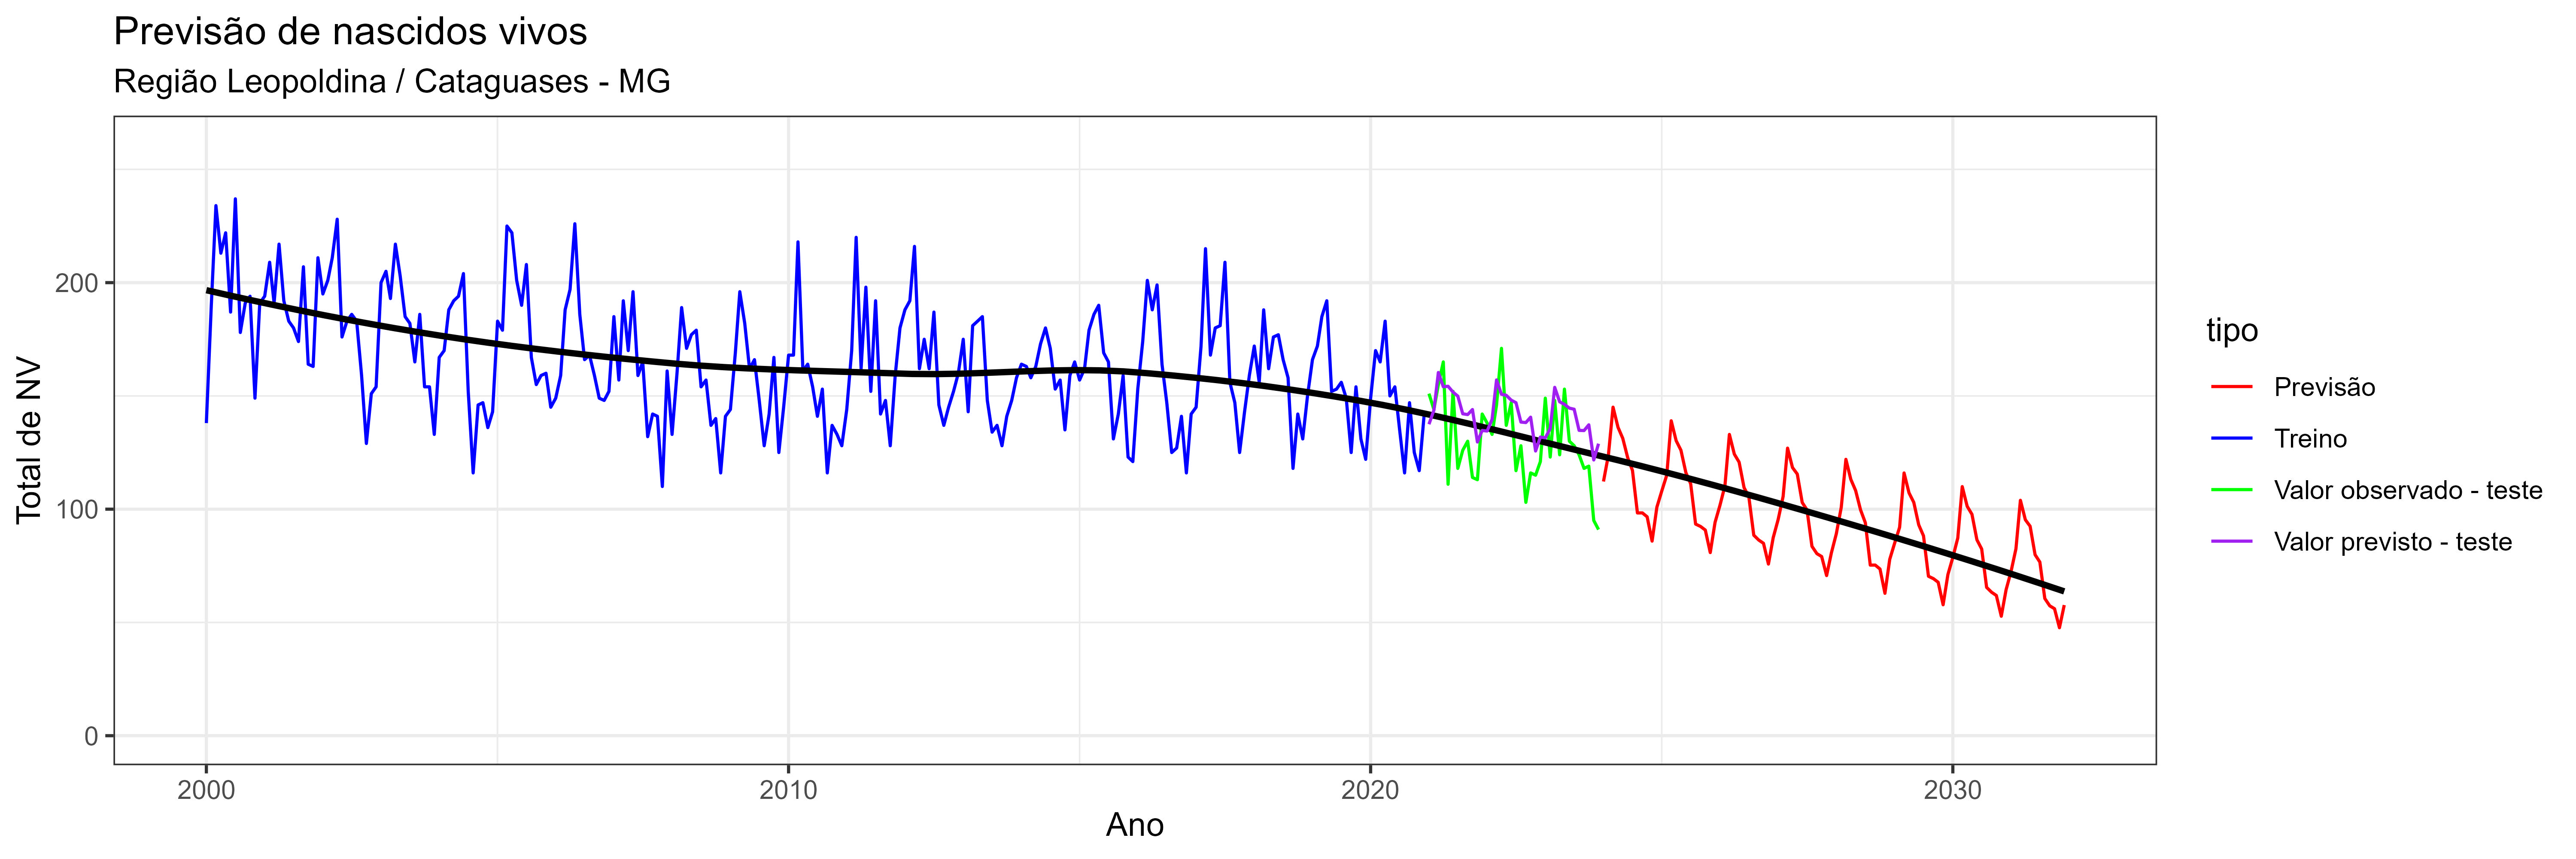 Previsão de nascidos vivos
Região Leopoldina / Cataguases - MG
Total de NV
200
100
0
2000
2010
2020
2030
Ano
tipo
Previsão
Treino
Valor observado - teste
Valor previsto - teste